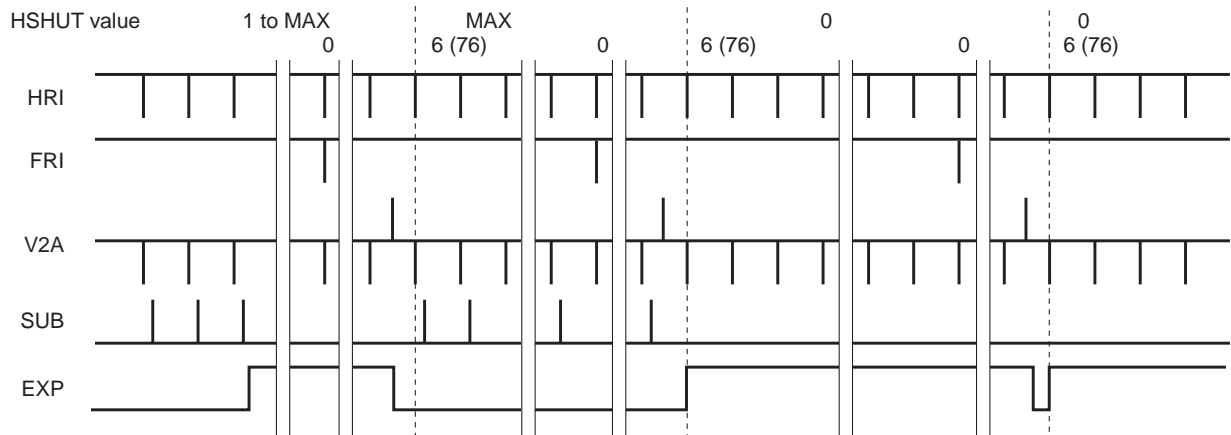 HSHUT value 1 to MAX MAX 0 0
0 6 (76) 0 6 (76) 0 6 (76)
HRI
FRI
V2A
SUB
EXP